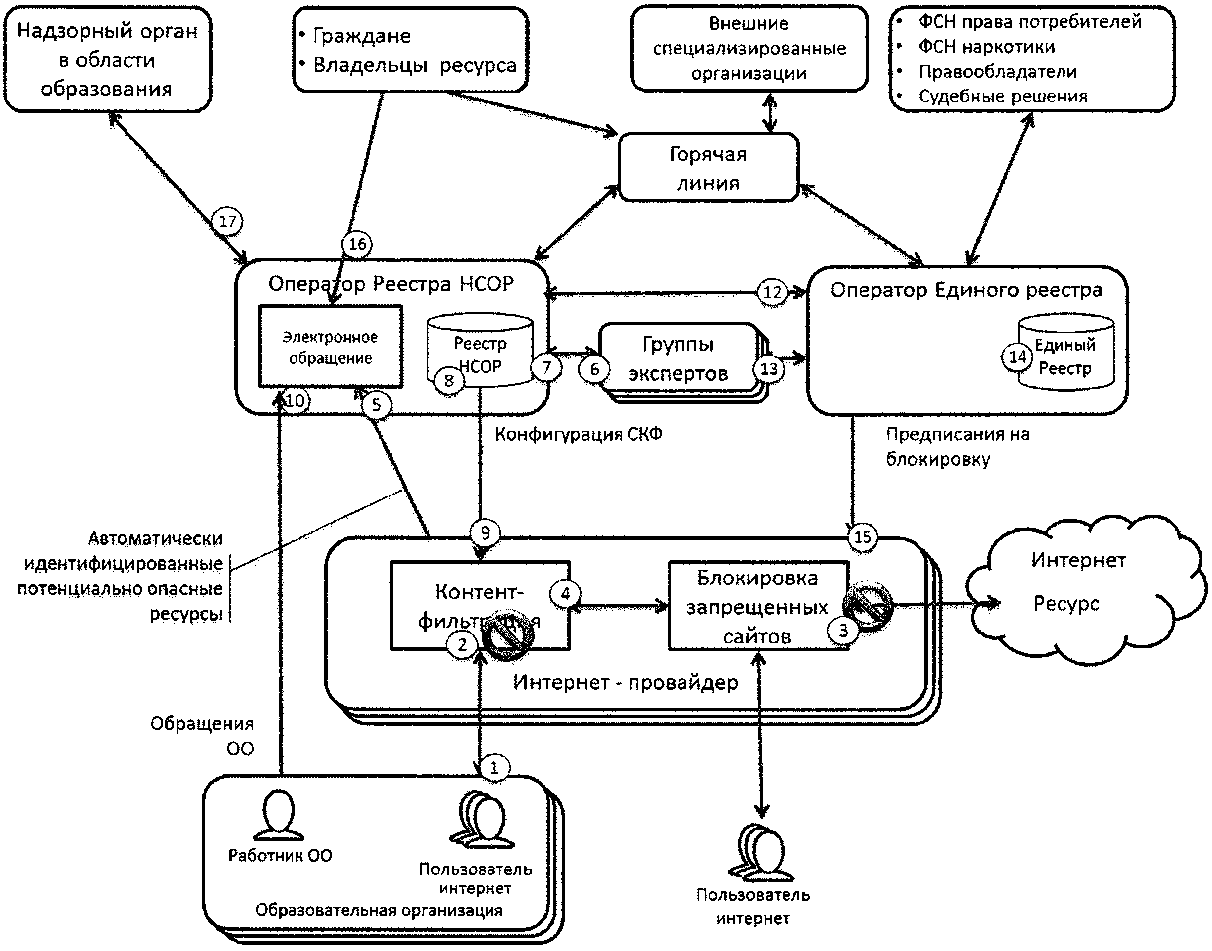 Надзорный орган
в области
образования
• Граждане
• Владельцы ресурса
Внешние
специализированные
организации
• ФСН права потребителей
• ФСН наркотики
• Правообладатели
• Судебные решения
Горячая
линия
17
16
Оператор Реестра НСОР
12
Оператор Единого реестра
Электронное
обращение
Реестр
НСОР
8
7
6
Группы
экспертов
13
14
Единый
Реестр
10
5
Конфигурация СКФ
Предписания на
блокировку
Автоматически
идентифицированные
потенциально опасные
ресурсы
9
15
Контент-
фильтрация
2
4
Блокировка
запрещенных
сайтов
3
Интернет
Ресурс
Интернет - провайдер
Обращения
ОО
1
Работник ОО
Пользователь
интернет
Образовательная организация
Пользователь
интернет